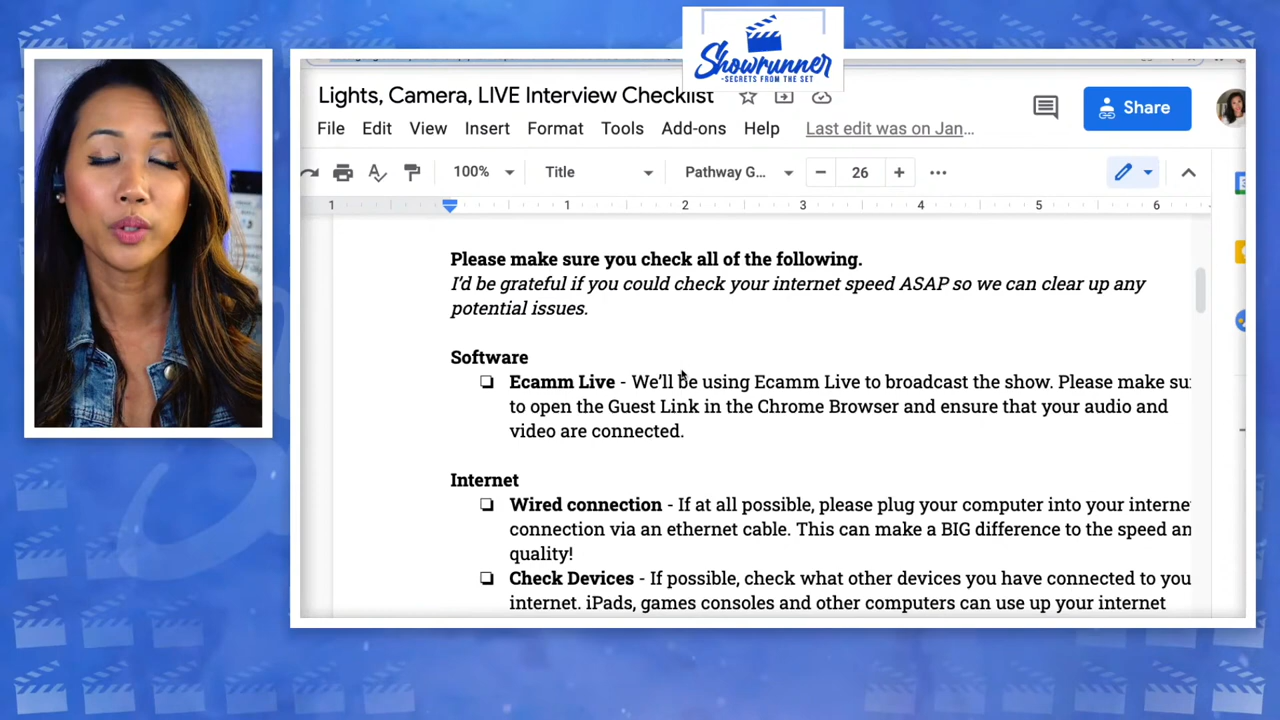 Showrunner
-SECRETS FROM THE SET
Lights, Camera, LIVE Interview Checklist
Share
File Edit View Insert Format Tools Add-ons Help Last edit was on Jan...
100% Title Pathway G... 26
1 1 2 3 4 5 6
Please make sure you check all of the following.
I'd be grateful if you could check your internet speed ASAP so we can clear up any
potential issues.
Software
Ecamm Live - We'll be using Ecamm Live to broadcast the show. Please make su
to open the Guest Link in the Chrome Browser and ensure that your audio and
video are connected.
Internet
Wired connection - If at all possible, please plug your computer into your interne
connection via an ethernet cable. This can make a BIG difference to the speed an
quality!
Check Devices - If possible, check what other devices you have connected to you
internet. iPads, games consoles and other computers can use up your internet